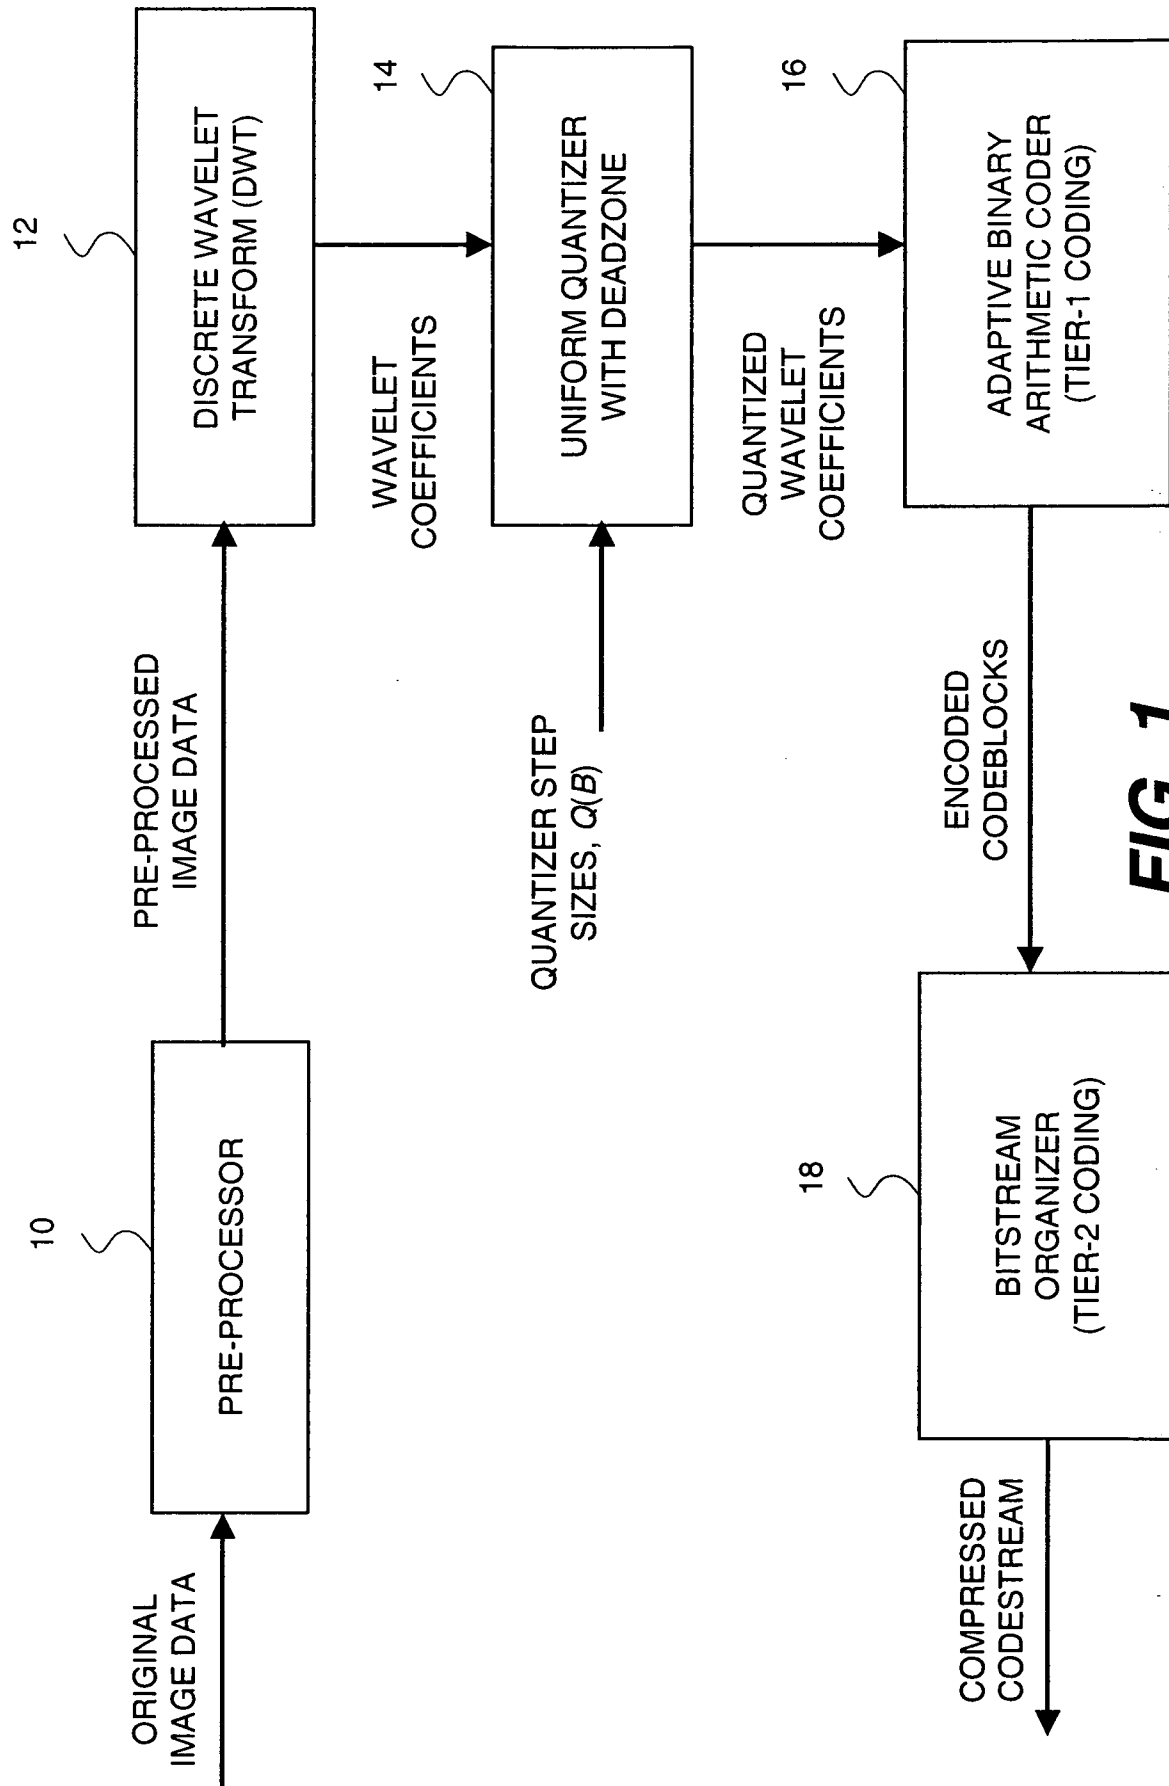 ORIGINAL
IMAGE DATA
10
PRE-PROCESSOR
PRE-PROCESSED
IMAGE DATA
12
DISCRETE WAVELET
TRANSFORM (DWT)
WAVELET
COEFFICIENTS
QUANTIZER STEP
SIZES, Q(B)
14
UNIFORM QUANTIZER
WITH DEADZONE
QUANTIZED
WAVELET
COEFFICIENTS
16
ADAPTIVE BINARY
ARITHMETIC CODER
(TIER-1 CODING)
ENCODED
CODEBLOCKS
18
BITSTREAM
ORGANIZER
(TIER-2 CODING)
COMPRESSED
CODESTREAM
FIG. 1